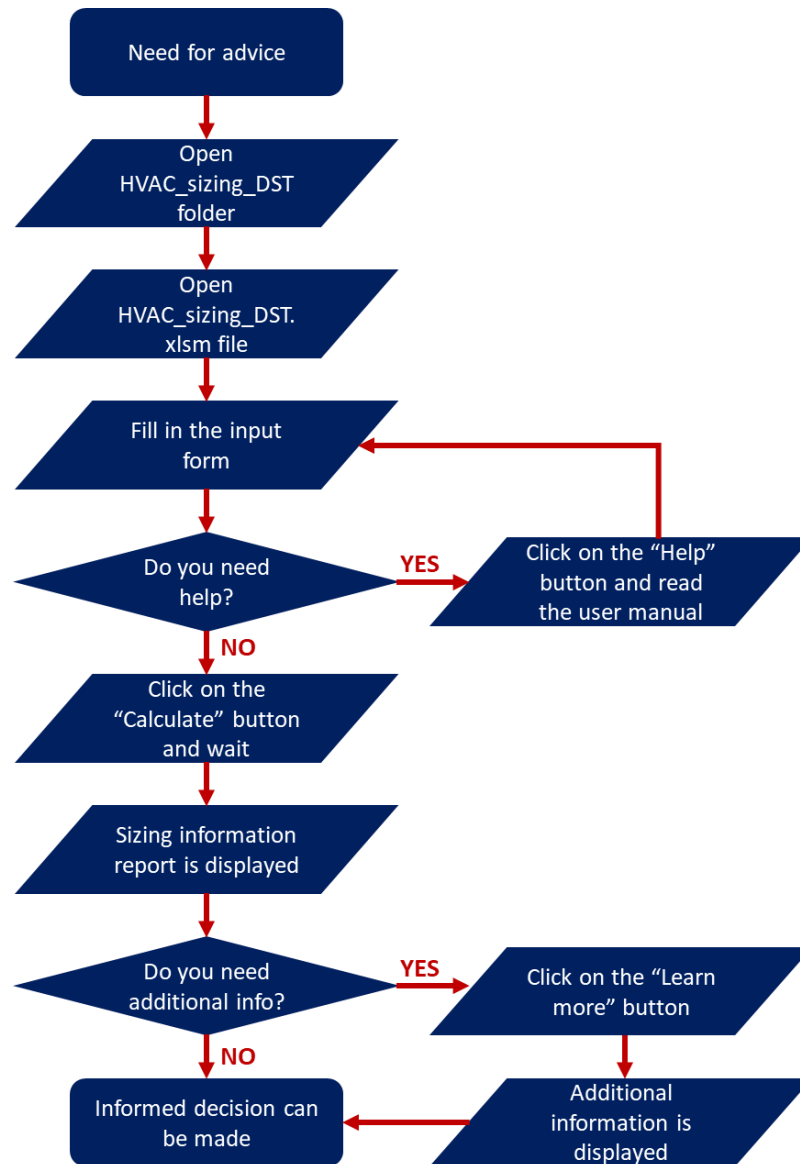 Need for advice
Open
HVAC_sizing_DST
folder
Open
HVAC_sizing_DST.
xlsm file
Fill in the input
form
Do you need
help?
YES
Click on the “Help”
button and read
the user manual
NO
Click on the
“Calculate” button
and wait
Sizing information
report is displayed
Do you need
additional info?
YES
Click on the “Learn
more” button
NO
Informed decision can
be made
Additional
information is
displayed